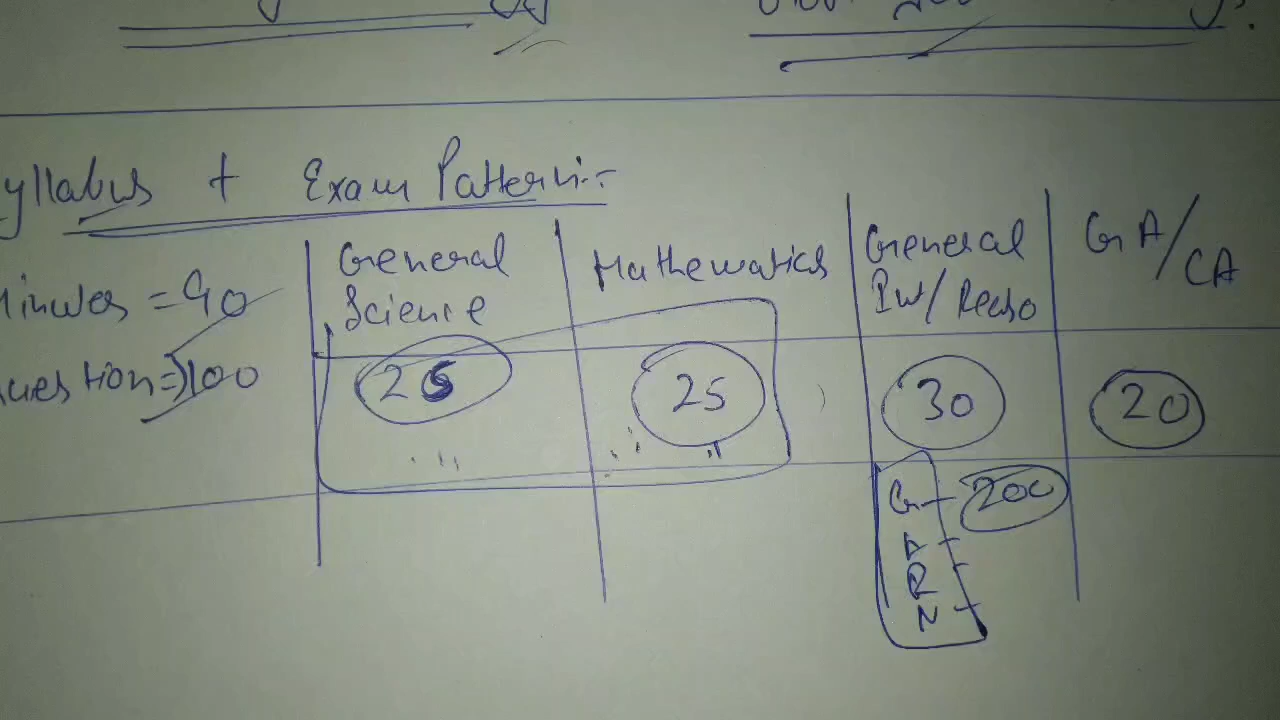 yllabus + Exam Pattern:-
inutes = 90
uestion => 100
General Science
Mathematics
General Int/Reaso
GA/CA
25
25
30
20
G - 200
A -
R -
N -